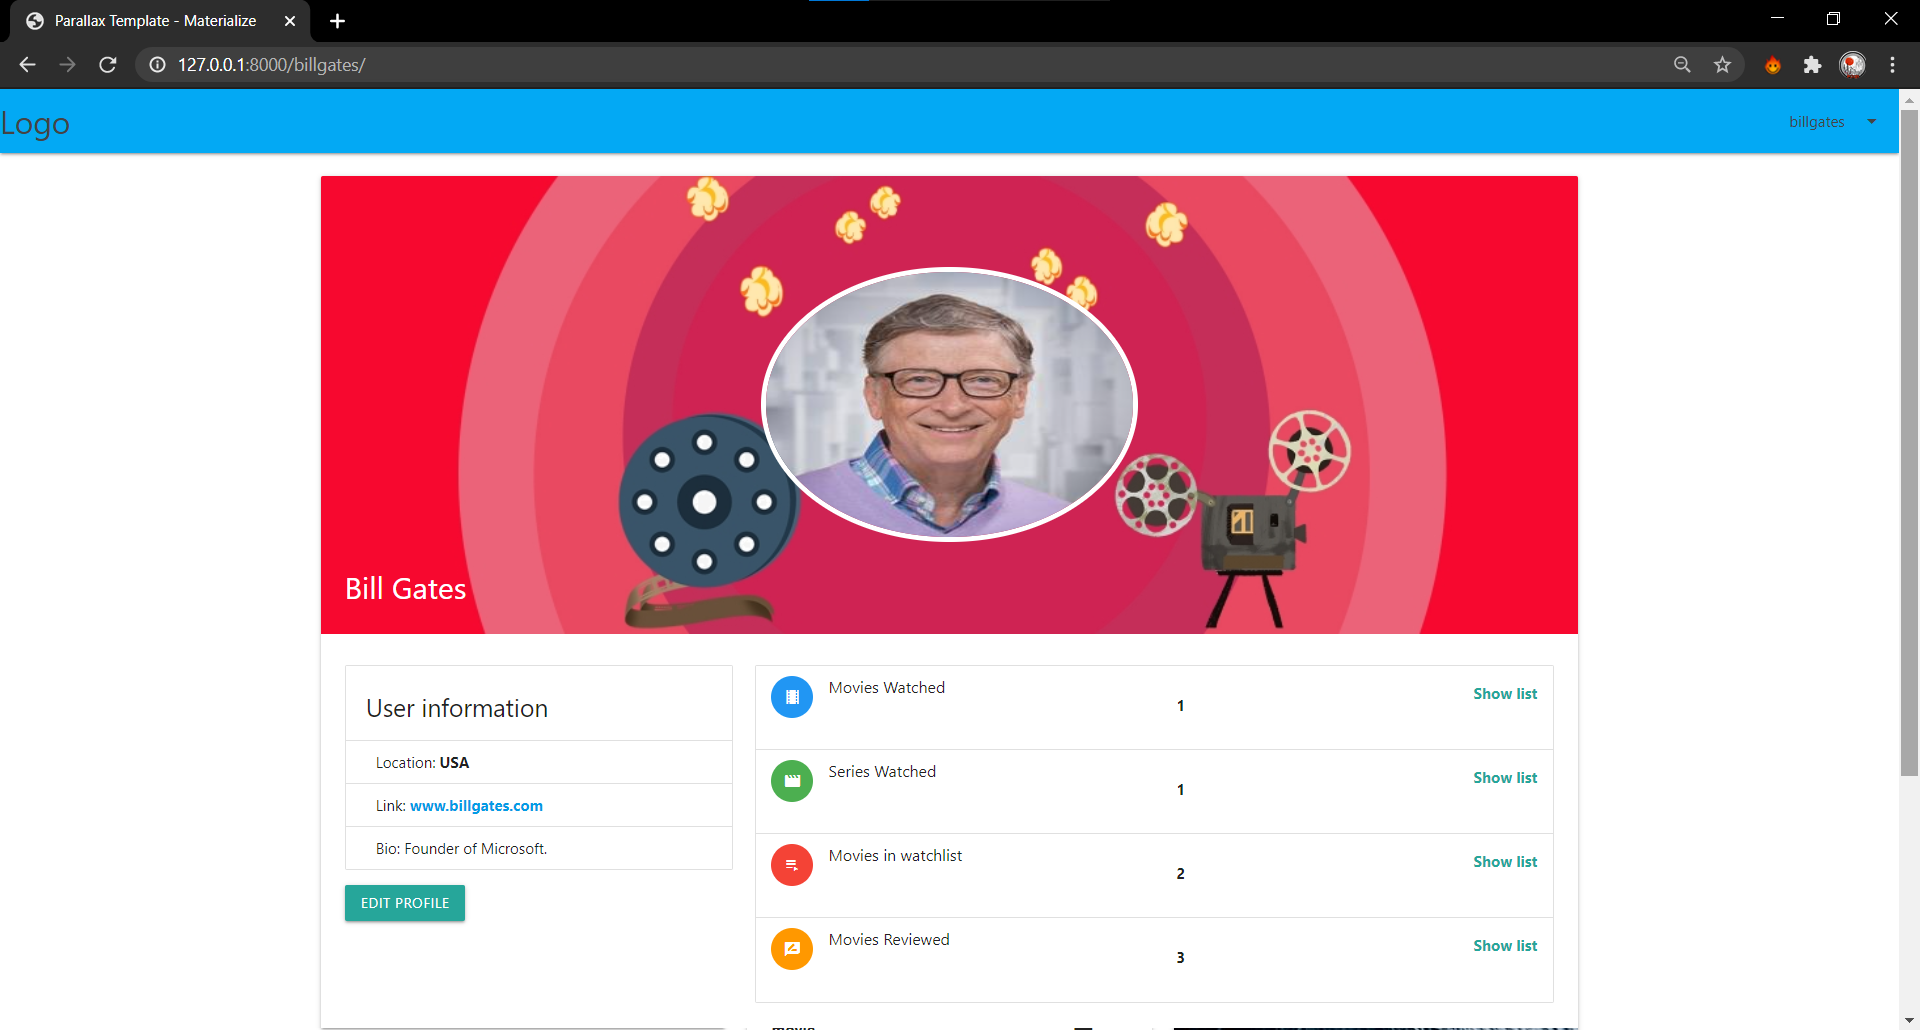 Parallax Template - Materialize
127.0.0.1:8000/billgates/
Logo
billgates
Bill Gates
User information
Location: USA
Link: www.billgates.com
Bio: Founder of Microsoft.
EDIT PROFILE
Movies Watched
1
Show list
Series Watched
1
Show list
Movies in watchlist
2
Show list
Movies Reviewed
3
Show list